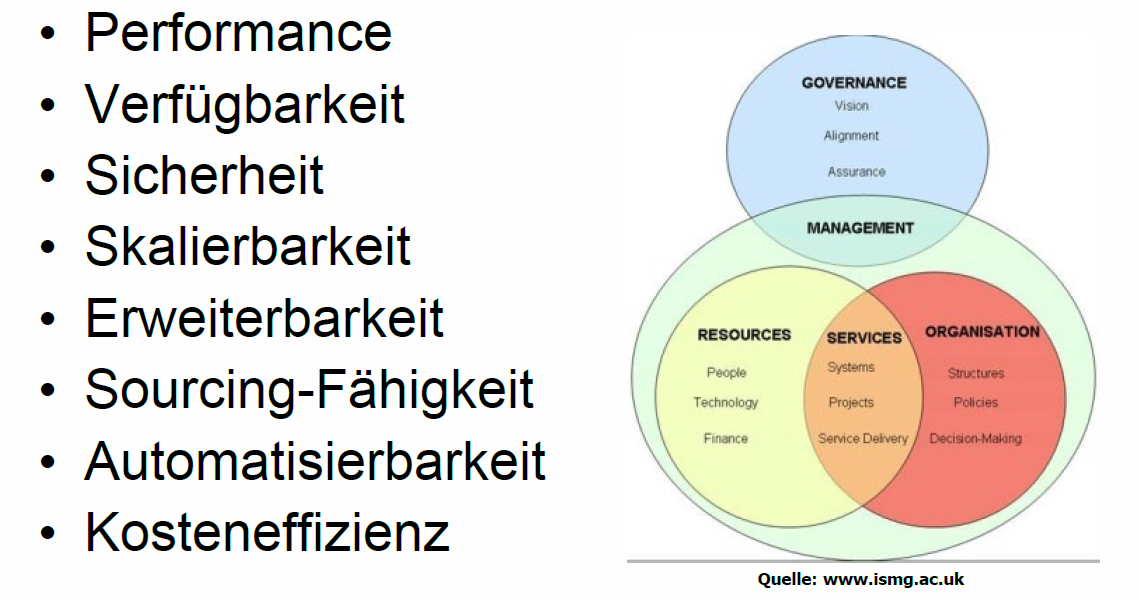 • Performance
• Verfügbarkeit
• Sicherheit
• Skalierbarkeit
• Erweiterbarkeit
• Sourcing-Fähigkeit
• Automatisierbarkeit
• Kosteneffizienz
GOVERNANCE
Vision
Alignment
Assurance
MANAGEMENT
RESOURCES
People
Technology
Finance
SERVICES
Systems
Projects
Service Delivery
ORGANISATION
Structures
Policies
Decision-Making
Quelle: www.ismg.ac.uk